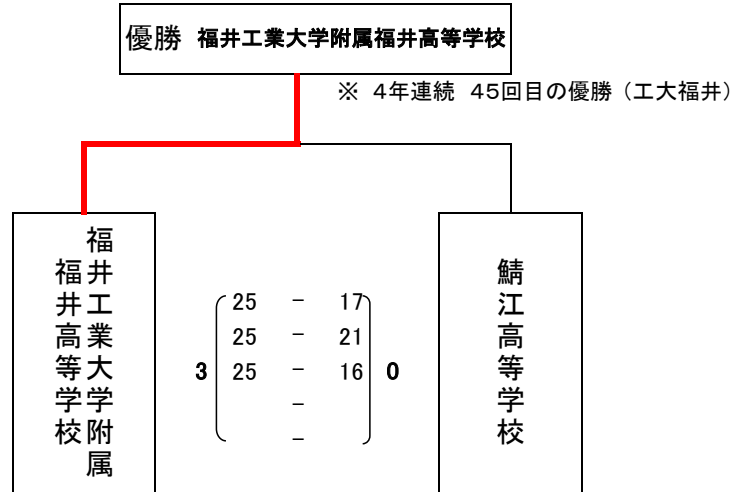 優勝 福井工業大学附属福井高等学校
※ 4年連続 45回目の優勝（工大福井）
福井工業大学附属
福井高等学校
3
25 - 17
25 - 21
25 - 16
-
-
0
鯖江高等学校